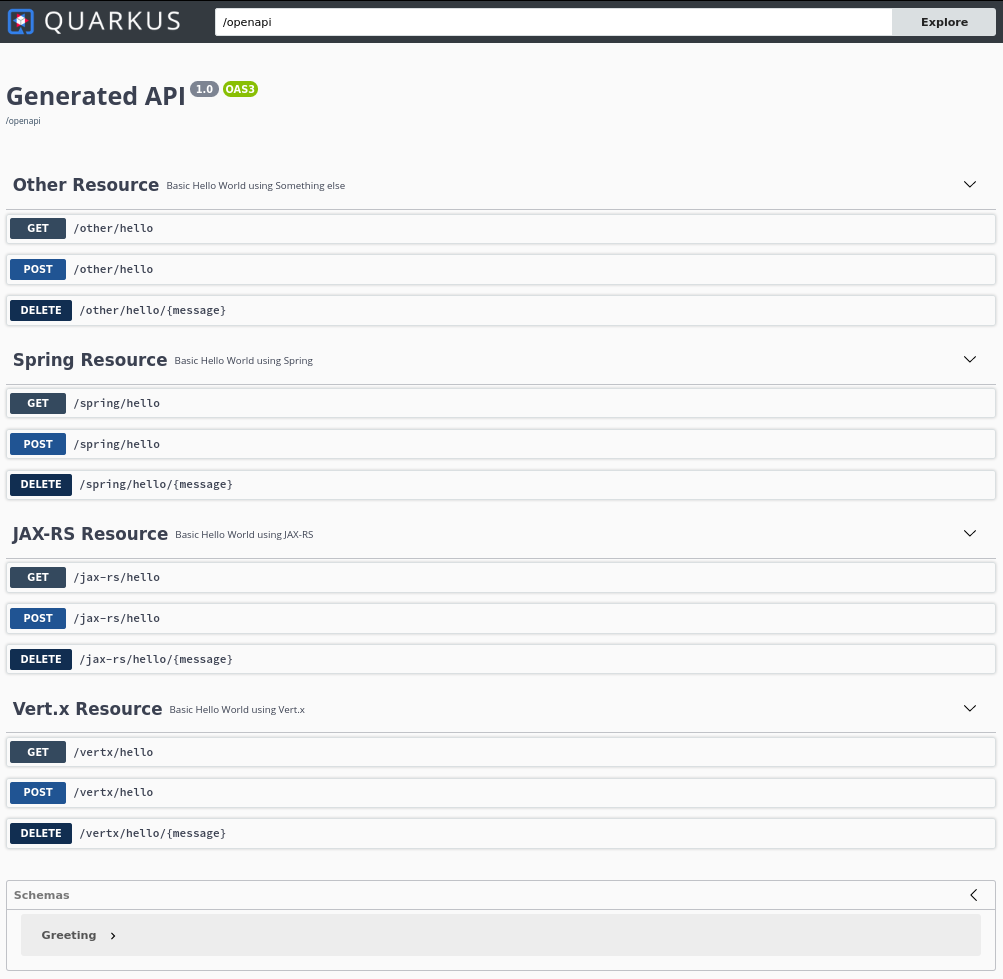 QUARKUS /openapi Explore
Generated API 1.0 OAS3
/openapi
Other Resource Basic Hello World using Something else
GET /other/hello
POST /other/hello
DELETE /other/hello/{message}
Spring Resource Basic Hello World using Spring
GET /spring/hello
POST /spring/hello
DELETE /spring/hello/{message}
JAX-RS Resource Basic Hello World using JAX-RS
GET /jax-rs/hello
POST /jax-rs/hello
DELETE /jax-rs/hello/{message}
Vert.x Resource Basic Hello World using Vert.x
GET /vertx/hello
POST /vertx/hello
DELETE /vertx/hello/{message}
Schemas
Greeting